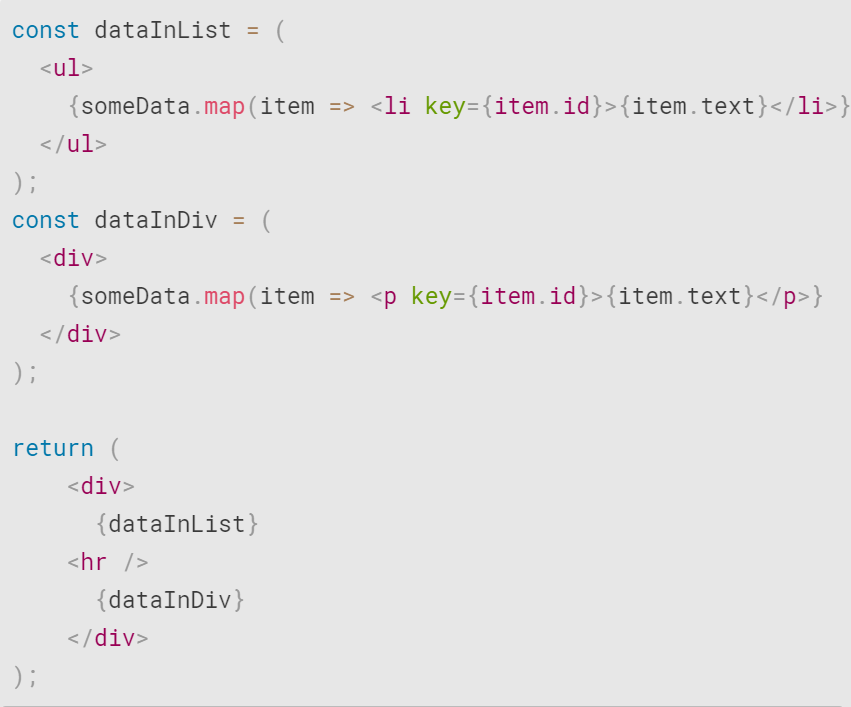 const dataInList = (
  <ul>
    {someData.map(item => <li key={item.id}>{item.text}</li>}
  </ul>
);
const dataInDiv = (
  <div>
    {someData.map(item => <p key={item.id}>{item.text}</p>}
  </div>
);

return (
    <div>
      {dataInList}
    <hr />
      {dataInDiv}
    </div>
);